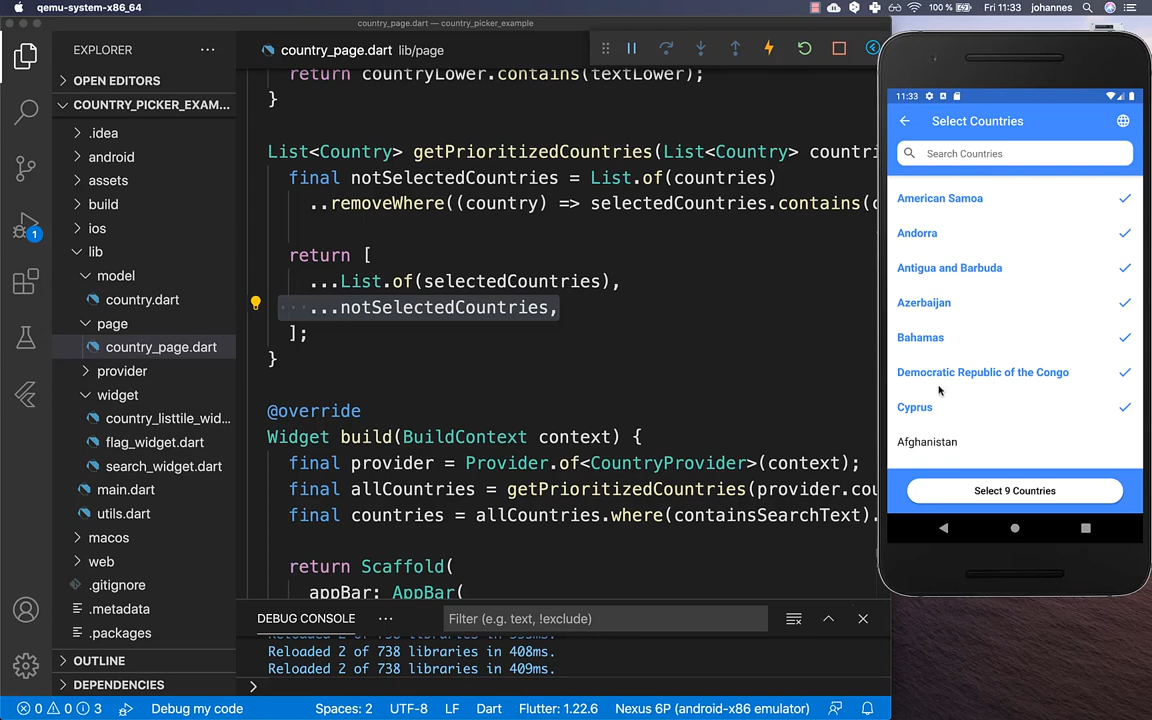 qemu-system-x86_64
100 %
Fri 11:33
johannes
country_page.dart — country_picker_example
EXPLORER
OPEN EDITORS
COUNTRY_PICKER_EXAM...
.idea
android
assets
build
ios
lib
model
country.dart
page
country_page.dart
provider
widget
country_listtile_wid...
flag_widget.dart
search_widget.dart
main.dart
utils.dart
macos
web
.gitignore
.metadata
.packages
OUTLINE
DEPENDENCIES
1
country_page.dart lib/page
return countryLower.contains(textLower);
}
List<Country> getPrioritizedCountries(List<Country> countri
final notSelectedCountries = List.of(countries)
..removeWhere((country) => selectedCountries.contains(c
return [
...List.of(selectedCountries),
...notSelectedCountries,
];
}
@override
Widget build(BuildContext context) {
final provider = Provider.of<CountryProvider>(context);
final allCountries = getPrioritizedCountries(provider.cou
final countries = allCountries.where(containsSearchText).
return Scaffold(
appBar: AppBar(
DEBUG CONSOLE
Filter (e.g. text, !exclude)
Reloaded 2 of 738 libraries in 408ms.
Reloaded 2 of 738 libraries in 409ms.
0 0 3
Debug my code
Spaces: 2
UTF-8
LF
Dart
Flutter: 1.22.6
Nexus 6P (android-x86 emulator)
11:33
Select Countries
Search Countries
American Samoa
Andorra
Antigua and Barbuda
Azerbaijan
Bahamas
Democratic Republic of the Congo
Cyprus
Afghanistan
Select 9 Countries